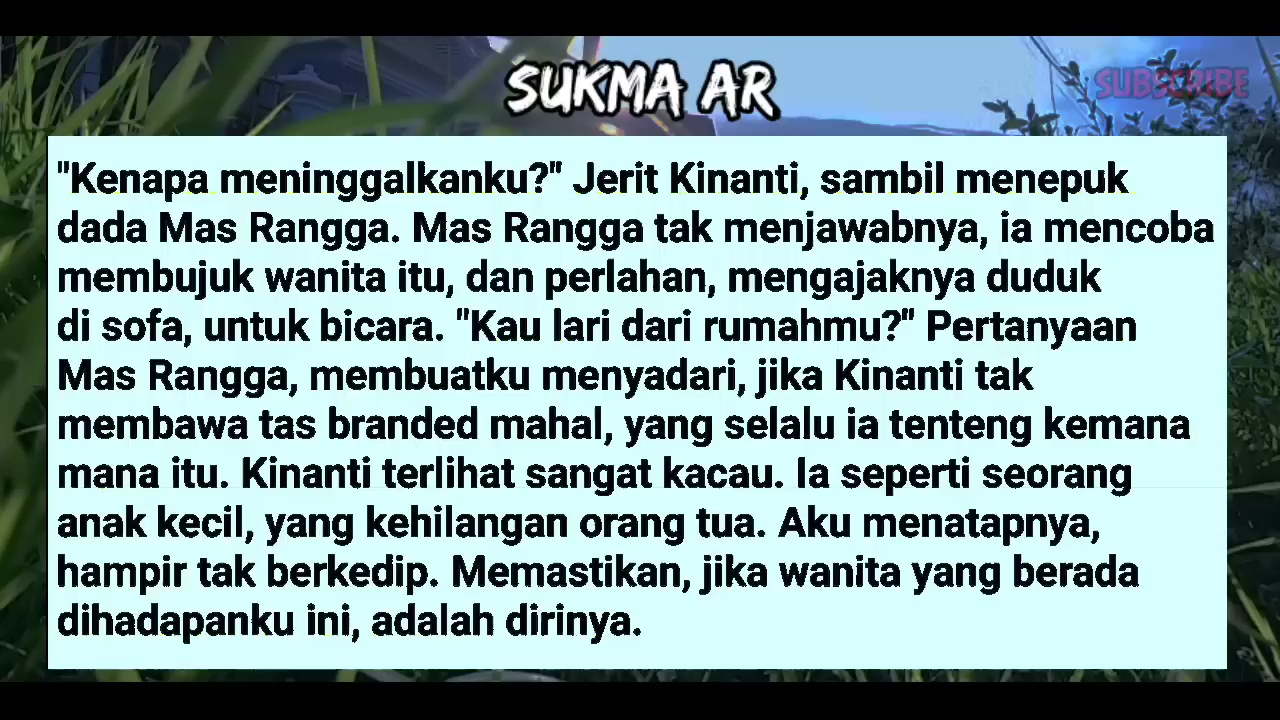 SUKMA AR
SUBSCRIBE
"Kenapa meninggalkanku?" Jerit Kinanti, sambil menepuk
dada Mas Rangga. Mas Rangga tak menjawabnya, ia mencoba
membujuk wanita itu, dan perlahan, mengajaknya duduk
di sofa, untuk bicara. "Kau lari dari rumahmu?" Pertanyaan
Mas Rangga, membuatku menyadari, jika Kinanti tak
membawa tas branded mahal, yang selalu ia tenteng kemana
mana itu. Kinanti terlihat sangat kacau. Ia seperti seorang
anak kecil, yang kehilangan orang tua. Aku menatapnya,
hampir tak berkedip. Memastikan, jika wanita yang berada
dihadapanku ini, adalah dirinya.